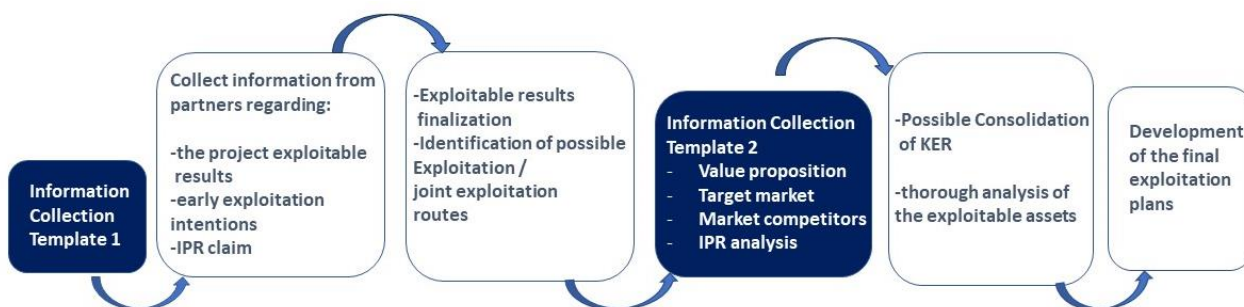 Information
Collection
Template 1
Collect information from
partners regarding:
-the project exploitable
results
-early exploitation
intentions
-IPR claim
-Exploitable results
finalization
-Identification of possible
Exploitation /
joint exploitation
routes
Information Collection
Template 2
- Value proposition
- Target market
- Market competitors
- IPR analysis
-Possible Consolidation
of KER
-thorough analysis of
the exploitable assets
Development
of the final
exploitation
plans